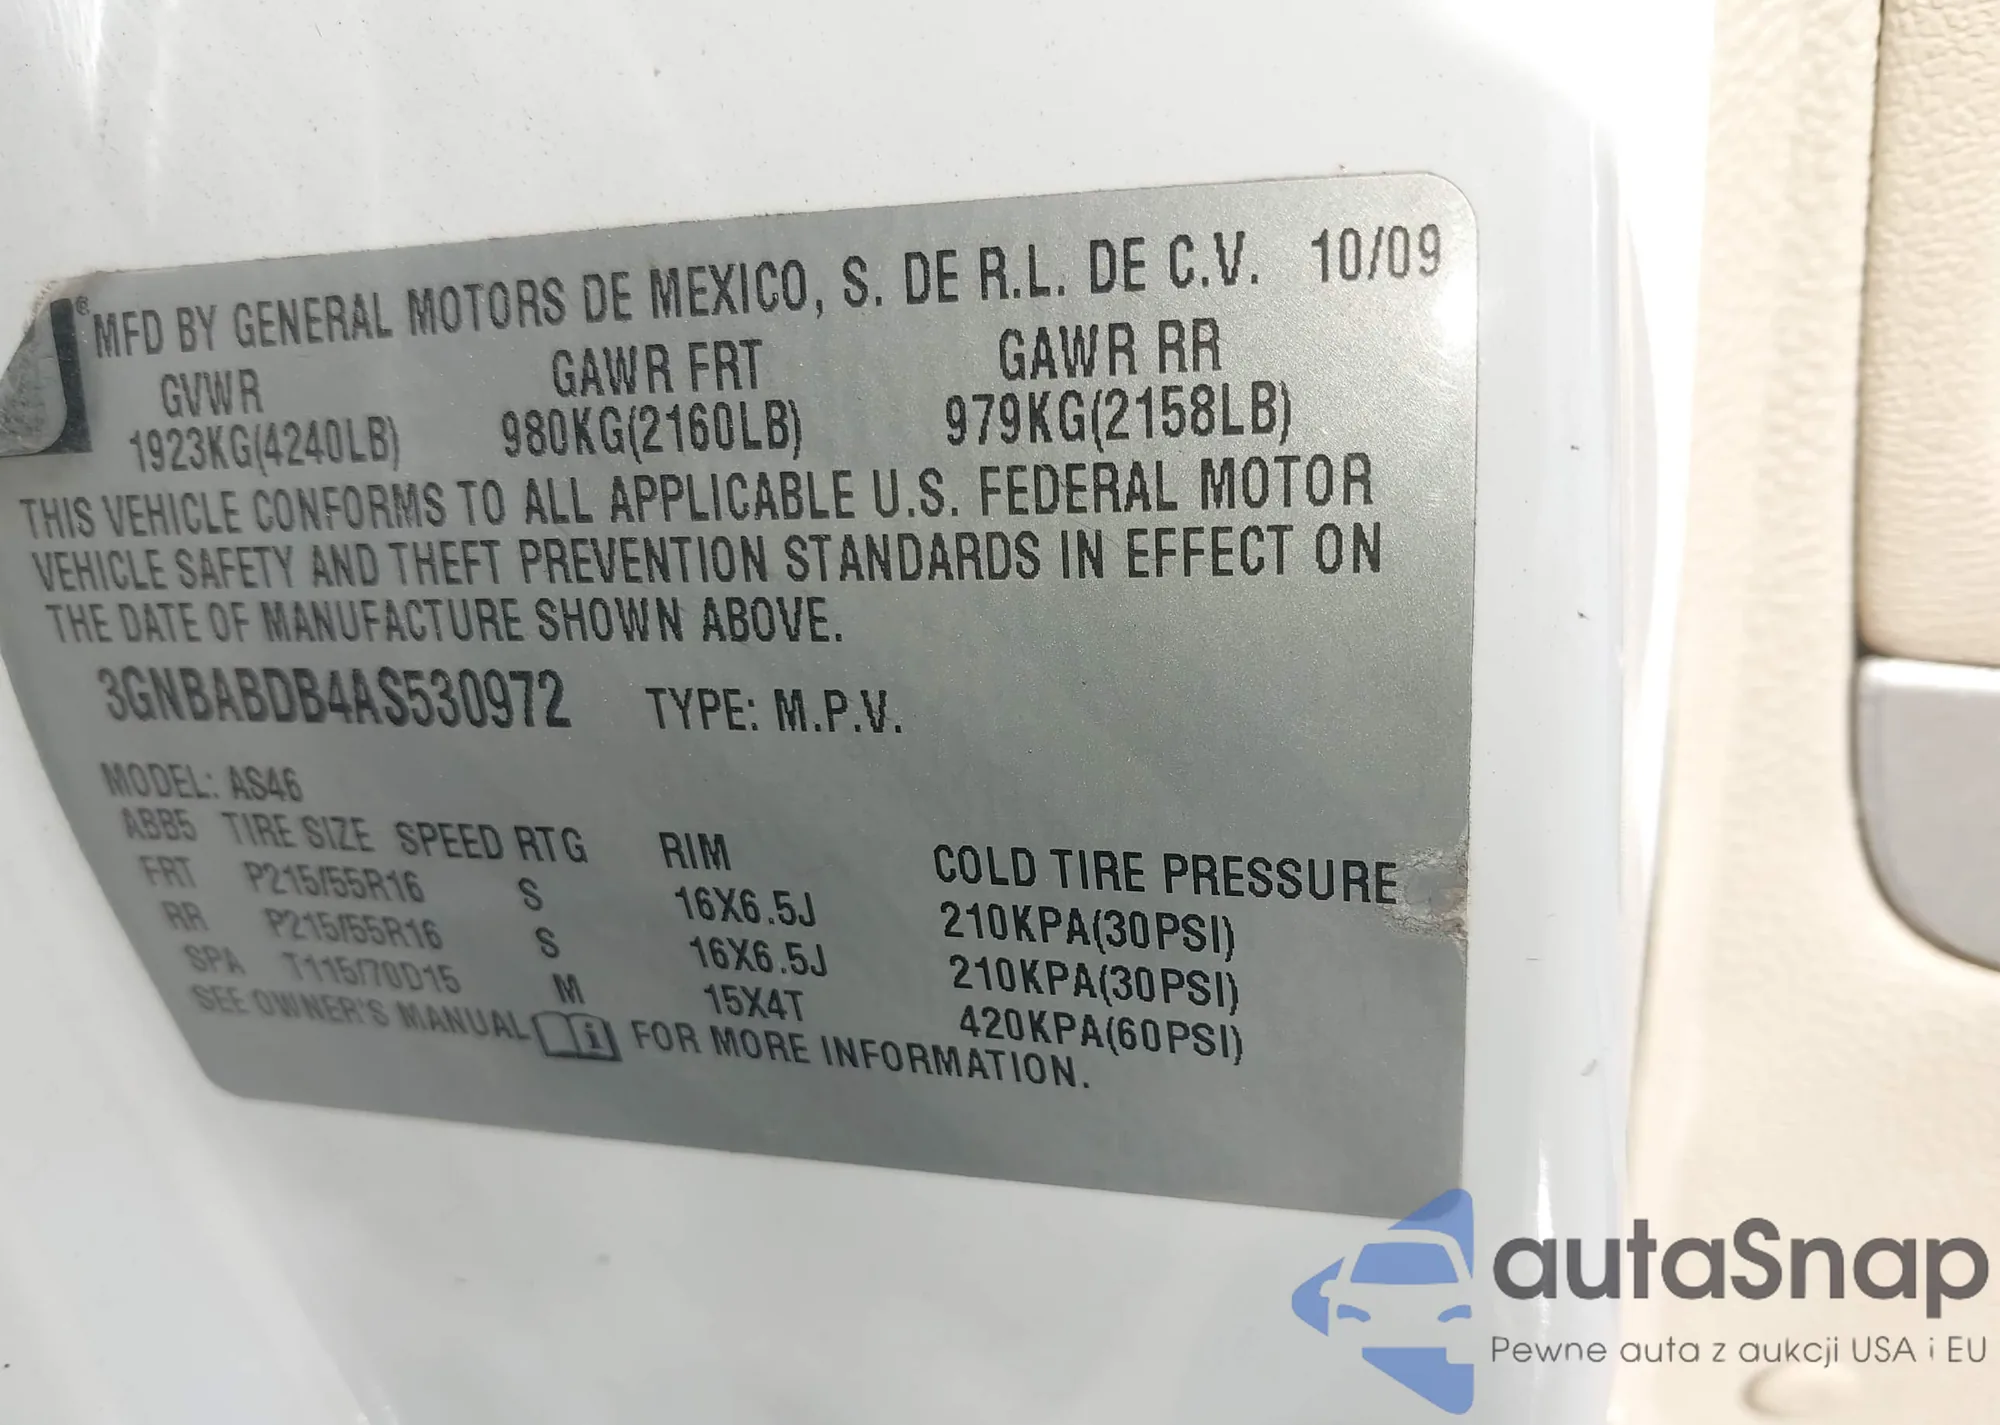 ® MFD BY GENERAL MOTORS DE MEXICO, S. DE R.L. DE C.V. 10/09
GVWR GAWR FRT GAWR RR
1923KG(4240LB) 980KG(2160LB) 979KG(2158LB)
THIS VEHICLE CONFORMS TO ALL APPLICABLE U.S. FEDERAL MOTOR
VEHICLE SAFETY AND THEFT PREVENTION STANDARDS IN EFFECT ON
THE DATE OF MANUFACTURE SHOWN ABOVE.
3GNBABDB4AS530972 TYPE: M.P.V.
MODEL: AS46
ABB5 TIRE SIZE SPEED RTG RIM COLD TIRE PRESSURE
FRT P215/55R16 S 16X6.5J 210KPA(30PSI)
RR P215/55R16 S 16X6.5J 210KPA(30PSI)
SPA T115/70D15 M 15X4T 420KPA(60PSI)
SEE OWNER'S MANUAL i FOR MORE INFORMATION.
autaSnap
Pewne auta z aukcji USA i EU